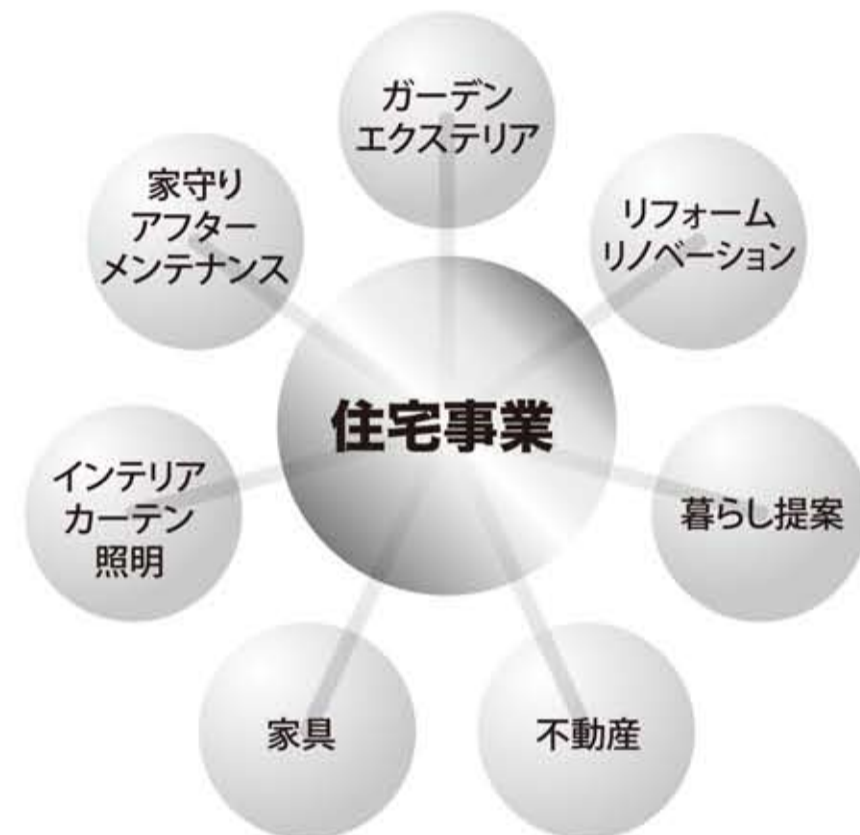 ガーデン
エクステリア
家守り
アフター
メンテナンス
リフォーム
リノベーション
住宅事業
インテリア
カーテン
照明
暮らし提案
家具
不動産